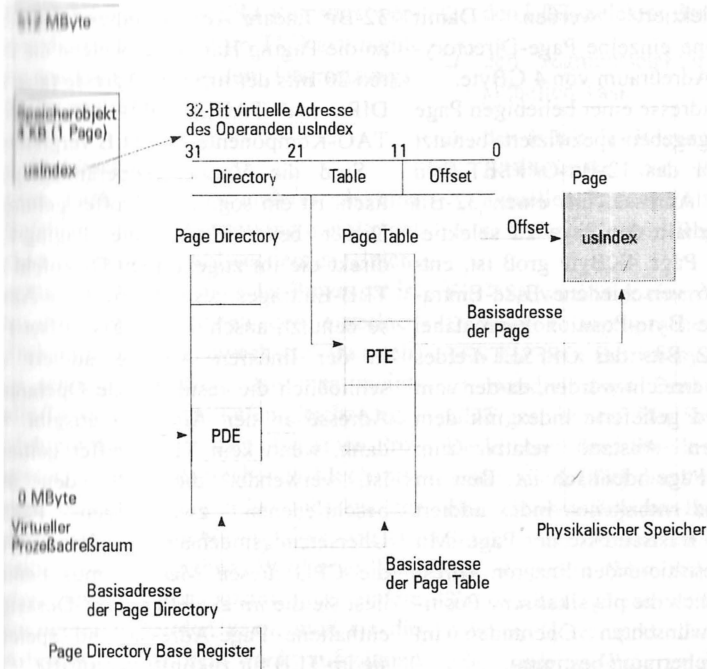 512 MByte
Speicherobjekt
4 KB (1 Page)
usIndex
32-Bit virtuelle Adresse
des Operanden usIndex
31 21 11 0
Directory Table Offset
Page Directory
Page Table
Offset
Page
usIndex
Basisadresse
der Page
PTE
PDE
0 MByte
Virtueller
Prozeßadreßraum
Physikalischer Speicher
Basisadresse
der Page Table
Basisadresse
der Page Directory
Page Directory Base Register